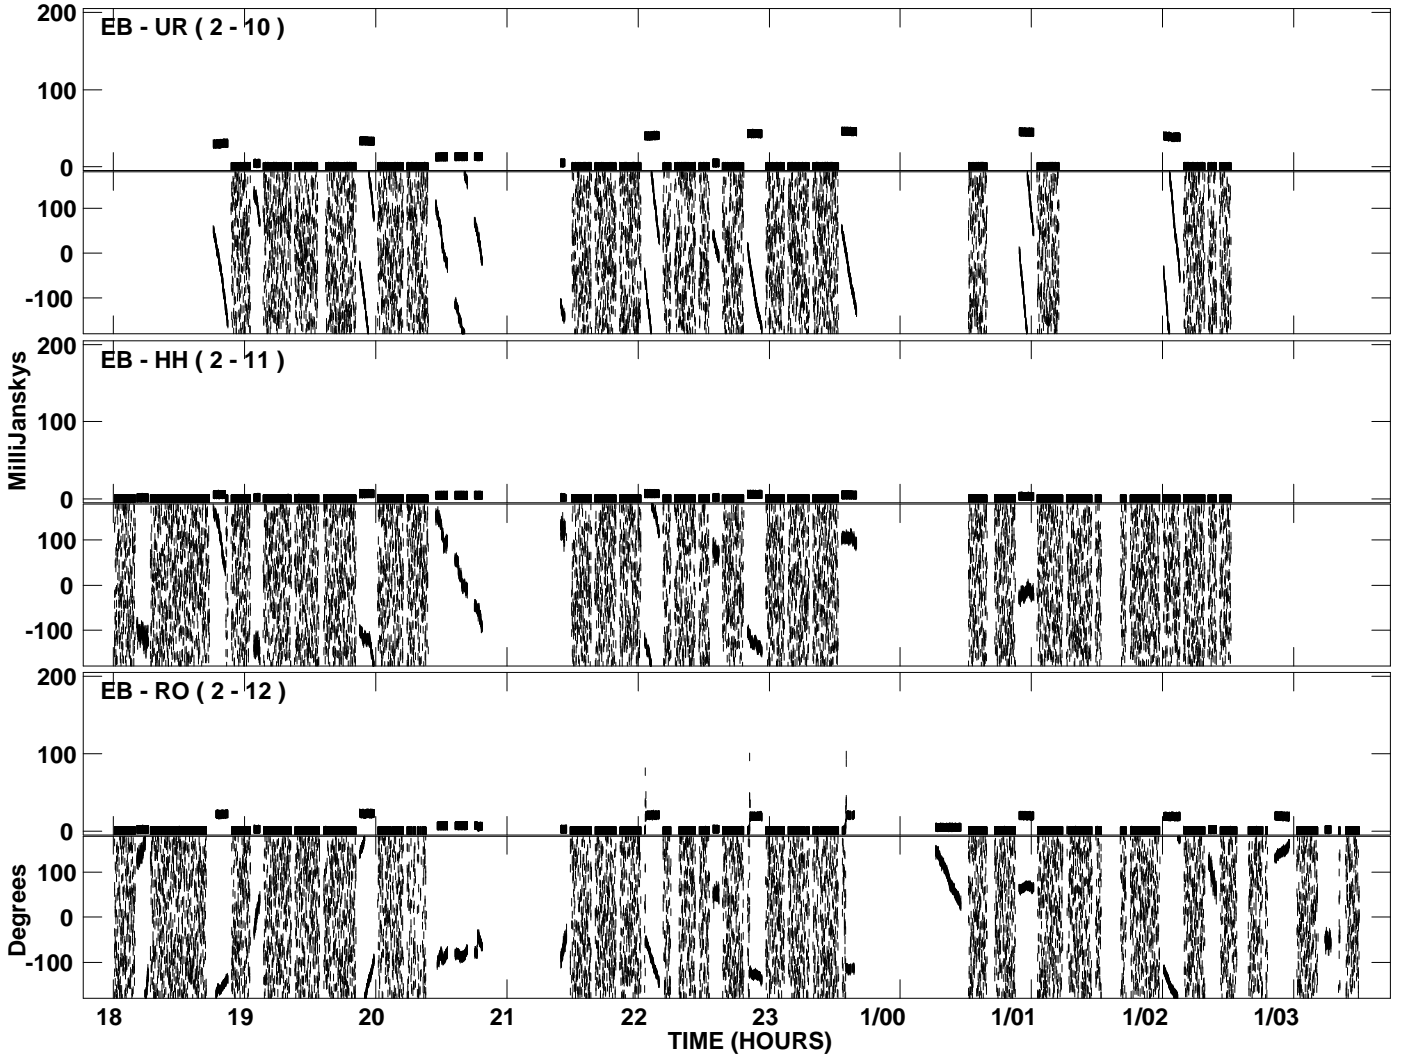 200
EB - UR ( 2 - 10 )
100
0
100
0
-100
200
EB - HH ( 2 - 11 )
MilliJanskys
100
0
100
0
-100
200
EB - RO ( 2 - 12 )
100
0
Degrees
100
0
-100
18 19 20 21 22 23 1/00 1/01 1/02 1/03
TIME (HOURS)